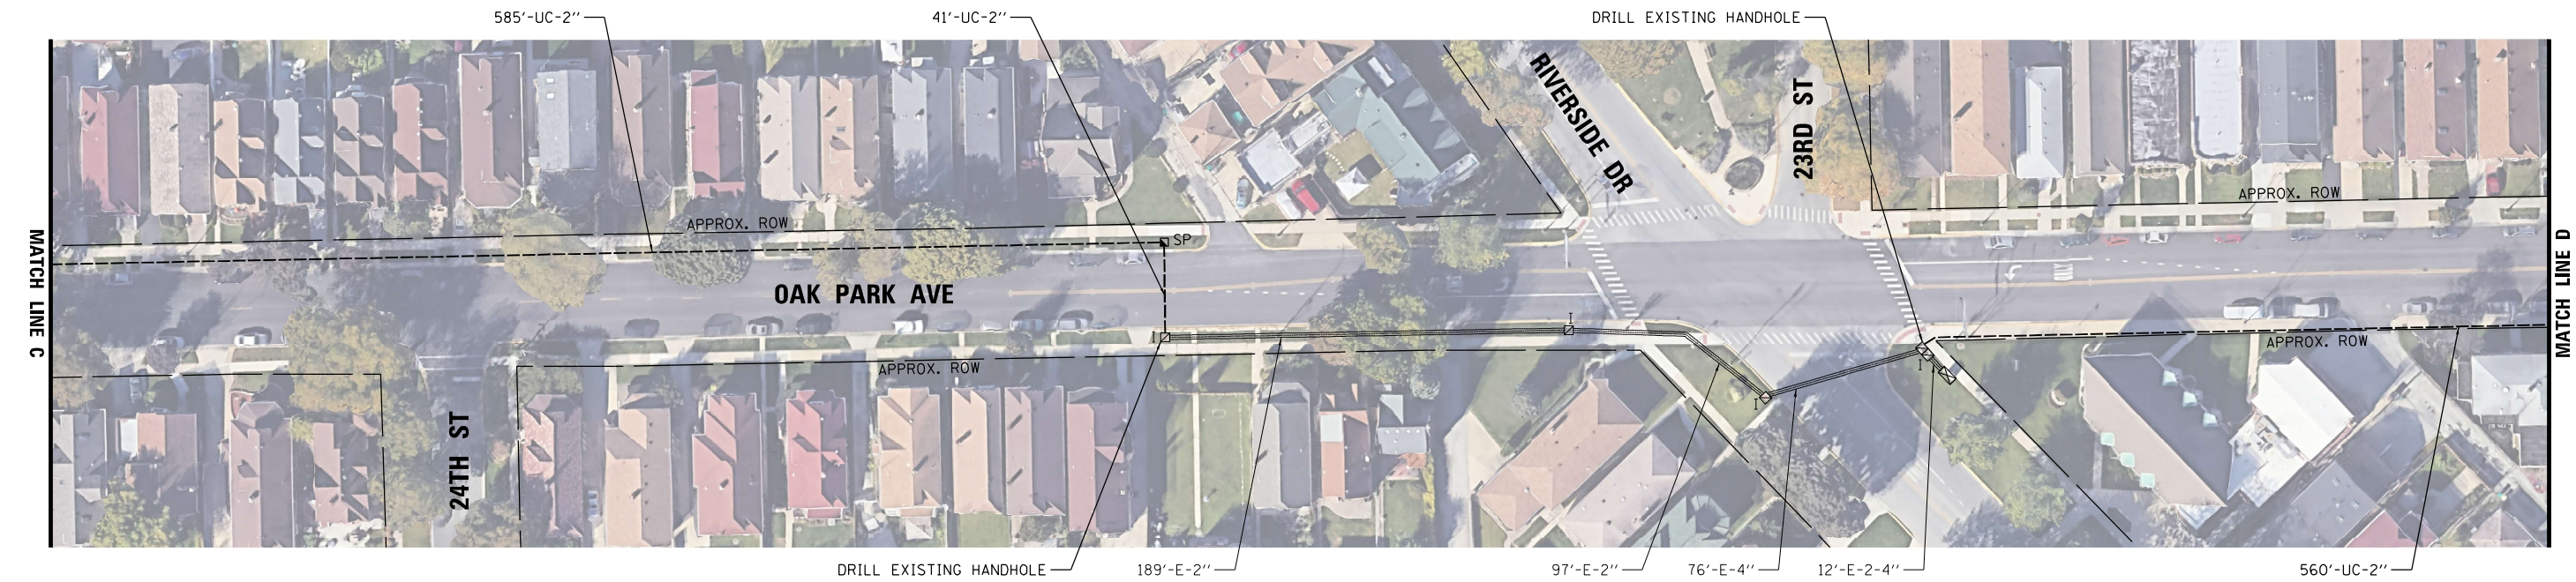 585'-UC-2"
41'-UC-2"
DRILL EXISTING HANDHOLE
RIVERSIDE DR
23RD ST
APPROX. ROW
APPROX. ROW
SP
MATCH LINE C
MATCH LINE D
OAK PARK AVE
I
I
APPROX. ROW
APPROX. ROW
I
I
24TH ST
DRILL EXISTING HANDHOLE
189'-E-2"
97'-E-2"
76'-E-4"
12'-E-2-4"
560'-UC-2"